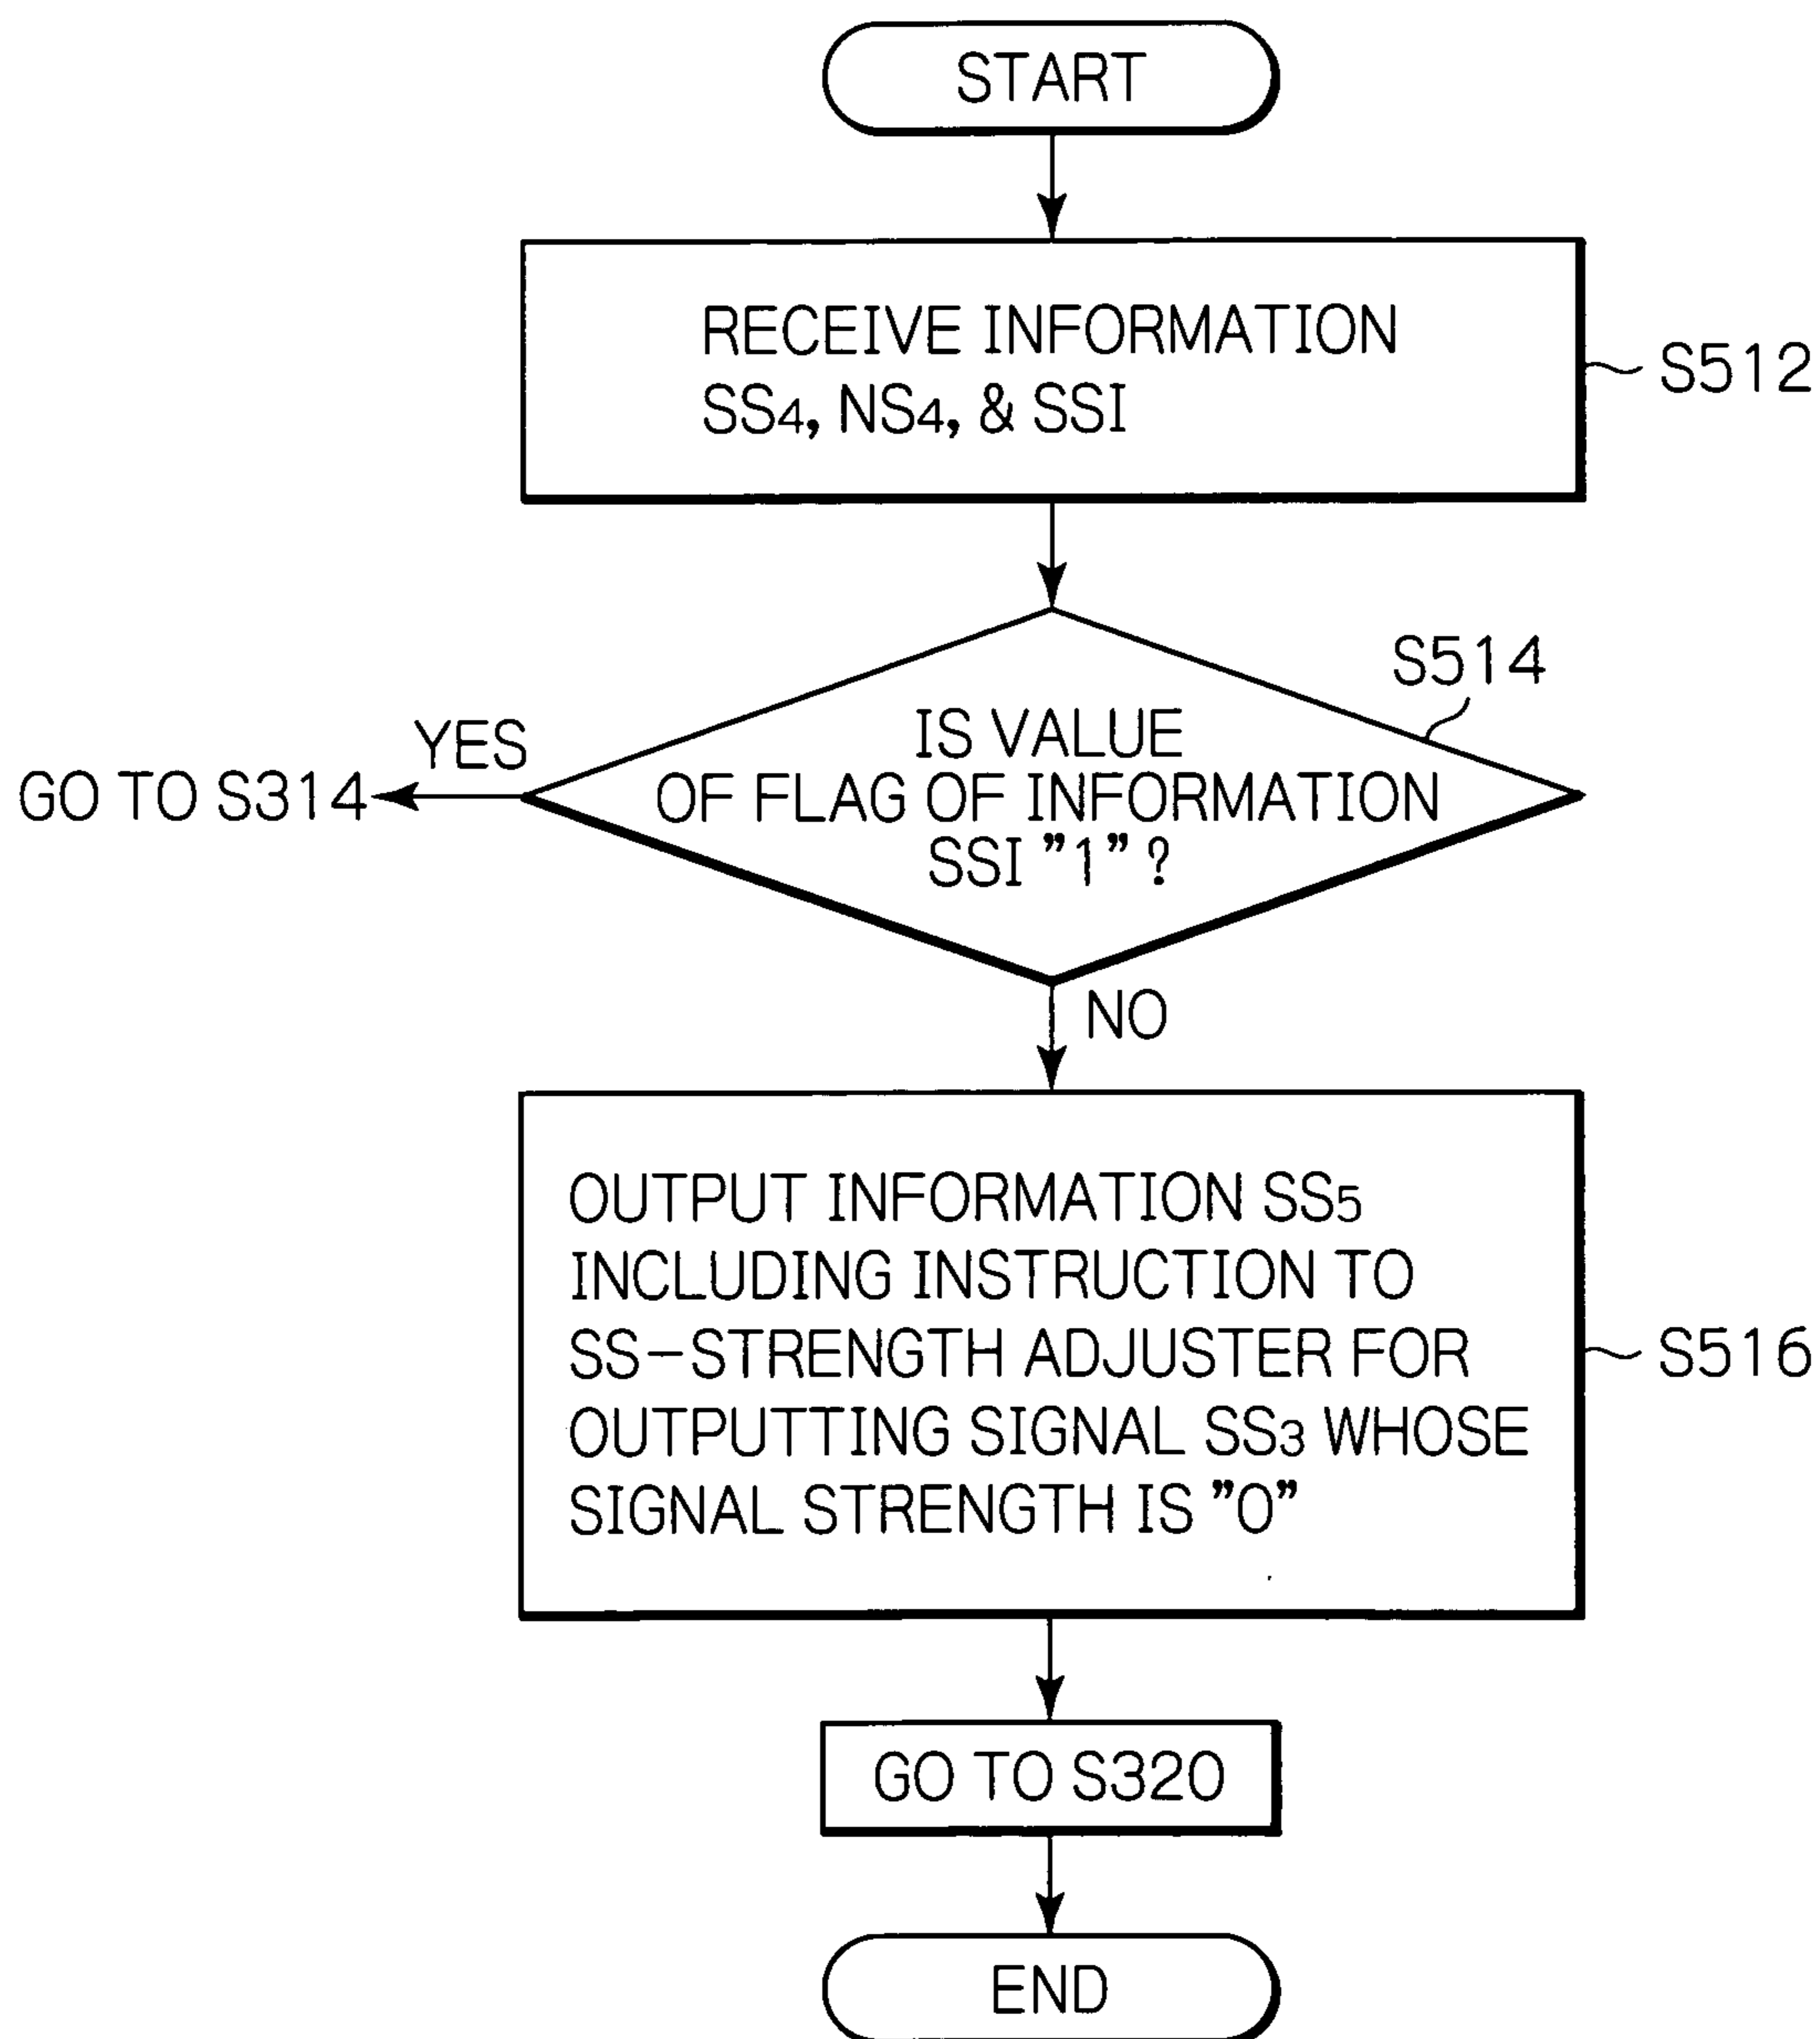 START
RECEIVE INFORMATION
SS4, NS4, & SSI
S512
S514
IS VALUE
OF FLAG OF INFORMATION
SSI "1" ?
YES
GO TO S314
NO
OUTPUT INFORMATION SS5
INCLUDING INSTRUCTION TO
SS-STRENGTH ADJUSTER FOR
OUTPUTTING SIGNAL SS3 WHOSE
SIGNAL STRENGTH IS "0"
S516
GO TO S320
END